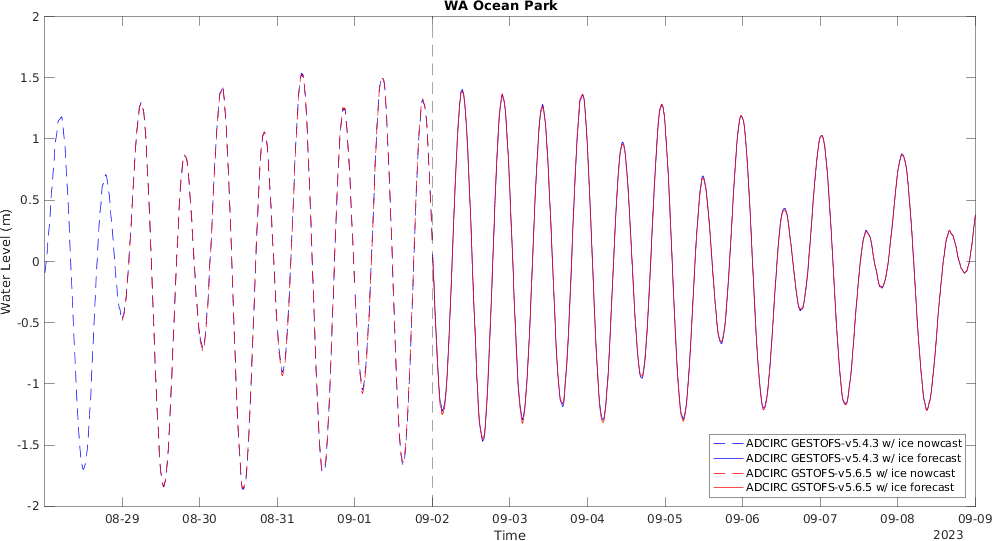 WA Ocean Park
2
1.5
1
0.5
0
-0.5
-1
-1.5
-2
Water Level (m)
08-29 08-30 08-31 09-01 09-02 09-03 09-04 09-05 09-06 09-07 09-08 09-09
Time
2023
ADCIRC GESTOFS-v5.4.3 w/ ice nowcast
ADCIRC GESTOFS-v5.4.3 w/ ice forecast
ADCIRC GSTOFS-v5.6.5 w/ ice nowcast
ADCIRC GSTOFS-v5.6.5 w/ ice forecast